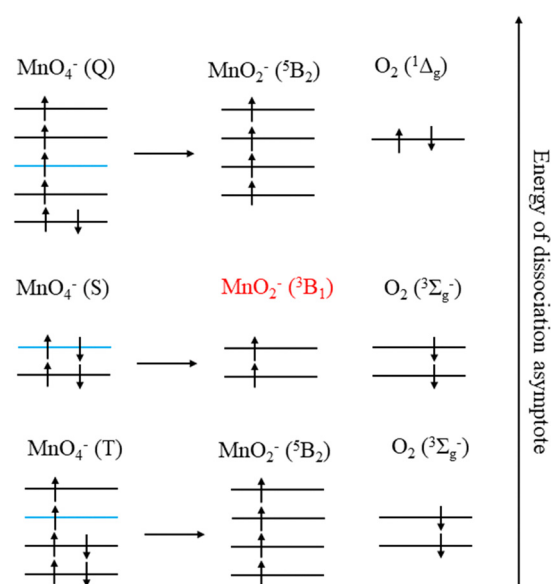 MnO₄⁻ (Q) MnO₂⁻ (⁵B₂) O₂ (¹Δg)
MnO₄⁻ (S) MnO₂⁻ (³B₁) O₂ (³Σg⁻)
MnO₄⁻ (T) MnO₂⁻ (⁵B₂) O₂ (³Σg⁻)
Energy of dissociation asymptote